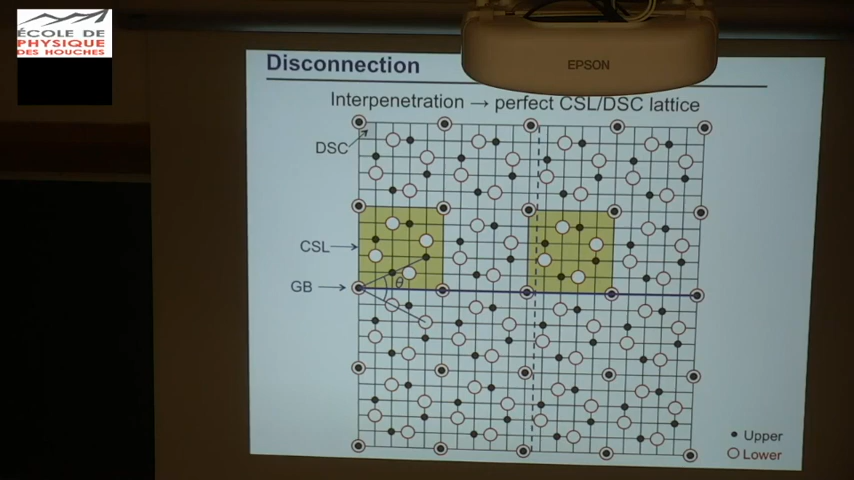 ÉCOLE DE
PHYSIQUE
DES HOUCHES
EPSON
Disconnection
Interpenetration → perfect CSL/DSC lattice
DSC
CSL
GB
θ
Upper
Lower